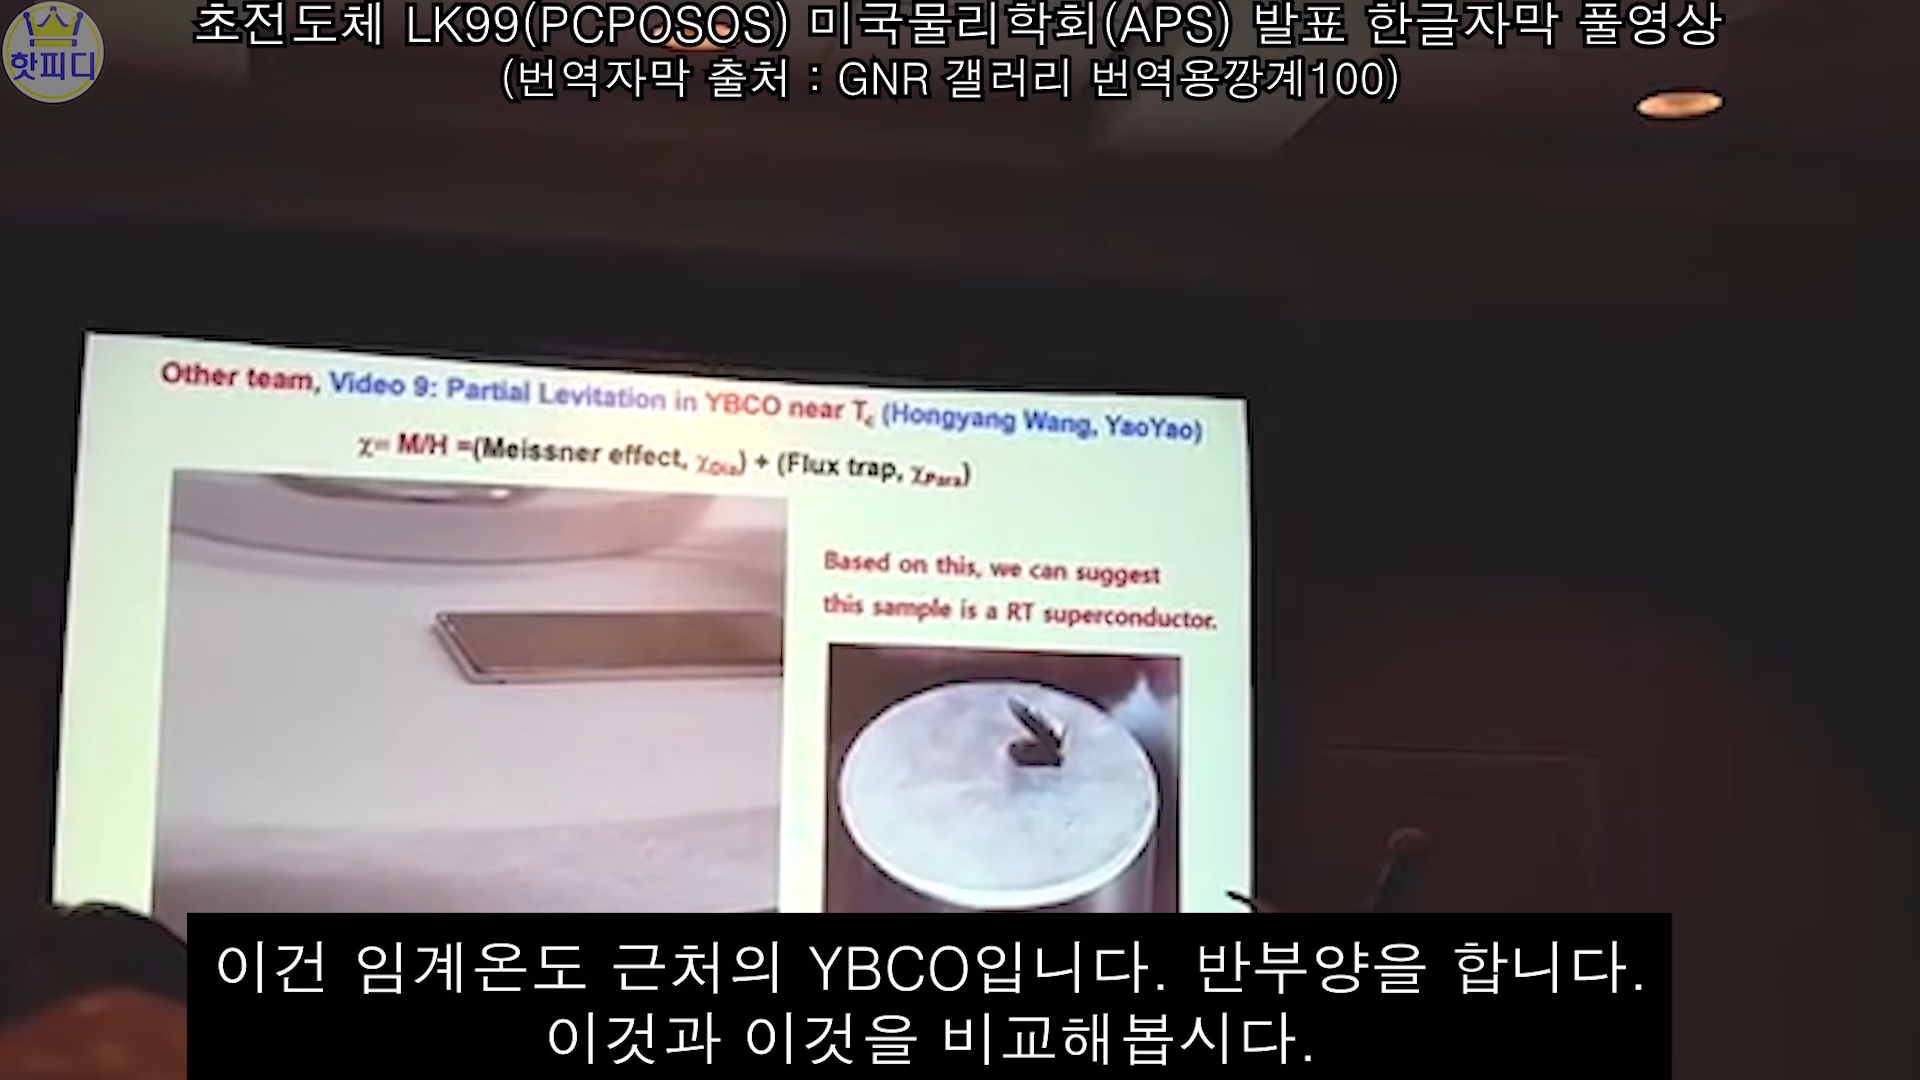 초전도체 LK99(PCPOSOS) 미국물리학회(APS) 발표 한글자막 풀영상
핫피디
(번역자막 출처 : GNR 갤러리 번역용깡계100)
Other team, Video 9: Partial Levitation in YBCO near Tc (Hongyang Wang, YaoYao)
χ= M/H =(Meissner effect, χDia) + (Flux trap, χPara)
Based on this, we can suggest
this sample is a RT superconductor.
이건 임계온도 근처의 YBCO입니다. 반부양을 합니다.
이것과 이것을 비교해봅시다.